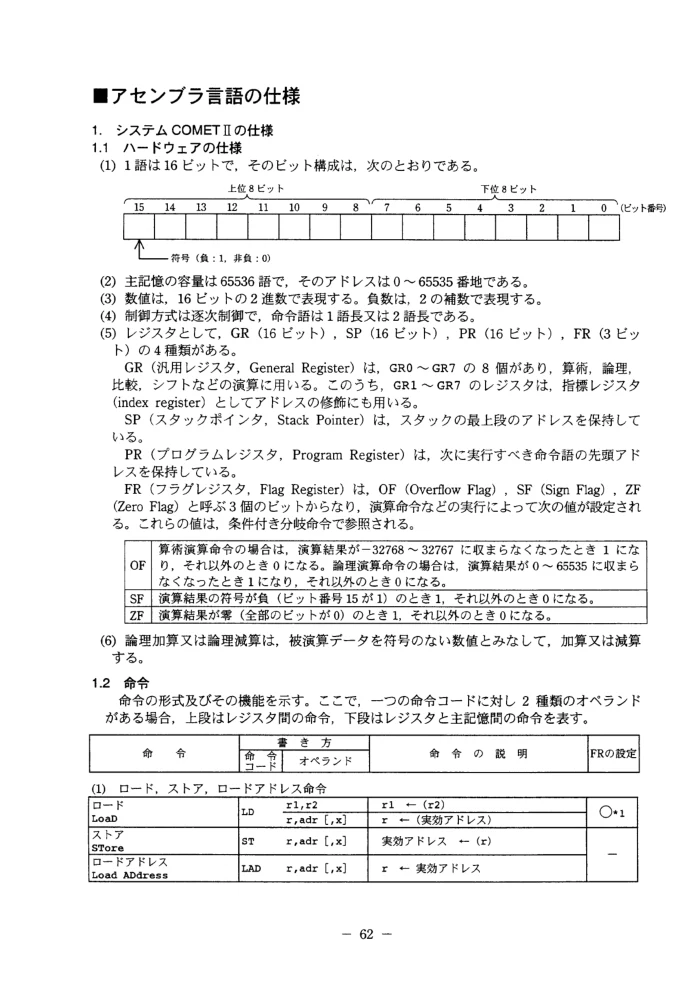 ■アセンブラ言語の仕様
1. システム COMETⅡの仕様
1.1 ハードウェアの仕様
(1) 1語は16ビットで，そのビット構成は，次のとおりである。
上位8ビット 下位8ビット
15 14 13 12 11 10 9 8 7 6 5 4 3 2 1 0 (ビット番号)
符号（負：1，非負：0）
(2) 主記憶の容量は65536語で，そのアドレスは0～65535番地である。
(3) 数値は，16ビットの2進数で表現する。負数は，2の補数で表現する。
(4) 制御方式は逐次制御で，命令語は1語長又は2語長である。
(5) レジスタとして，GR（16ビット），SP（16ビット），PR（16ビット），FR（3ビッ
ト）の4種類がある。
GR（汎用レジスタ，General Register）は，GR0～GR7 の 8 個があり，算術，論理，
比較，シフトなどの演算に用いる。このうち，GR1～GR7 のレジスタは，指標レジスタ
(index register）としてアドレスの修飾にも用いる。
SP（スタックポインタ，Stack Pointer）は，スタックの最上段のアドレスを保持して
いる。
PR（プログラムレジスタ，Program Register）は，次に実行すべき命令語の先頭アド
レスを保持している。
FR（フラグレジスタ，Flag Register）は，OF（Overflow Flag），SF（Sign Flag），ZF
(Zero Flag）と呼ぶ3個のビットからなり，演算命令などの実行によって次の値が設定され
る。これらの値は，条件付き分岐命令で参照される。
OF 算術演算命令の場合は，演算結果が－32768～32767 に収まらなくなったとき 1 にな
り，それ以外のとき0になる。論理演算命令の場合は，演算結果が0～65535に収まら
なくなったとき1になり，それ以外のとき0になる。
SF 演算結果の符号が負（ビット番号15が1）のとき1，それ以外のとき0になる。
ZF 演算結果が零（全部のビットが0）のとき1，それ以外のとき0になる。
(6) 論理加算又は論理減算は，被演算データを符号のない数値とみなして，加算又は減算
する。
1.2 命令
命令の形式及びその機能を示す。ここで，一つの命令コードに対し 2 種類のオペランド
がある場合，上段はレジスタ間の命令，下段はレジスタと主記憶間の命令を表す。
命 令 書 き 方 命 令 の 説 明 FRの設定
命 令 コード オペランド
(1) ロード，ストア，ロードアドレス命令
ロード LoaD LD r1,r2 r1 ← (r2) ○*1
r,adr [,x] r ← (実効アドレス)
ストア STore ST r,adr [,x] 実効アドレス ← (r) －
ロードアドレス Load ADdress LAD r,adr [,x] r ← 実効アドレス
－ 62 －